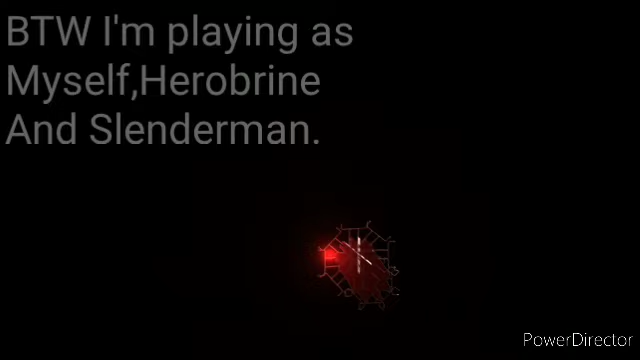 BTW I'm playing as
Myself,Herobrine
And Slenderman.
PowerDirector